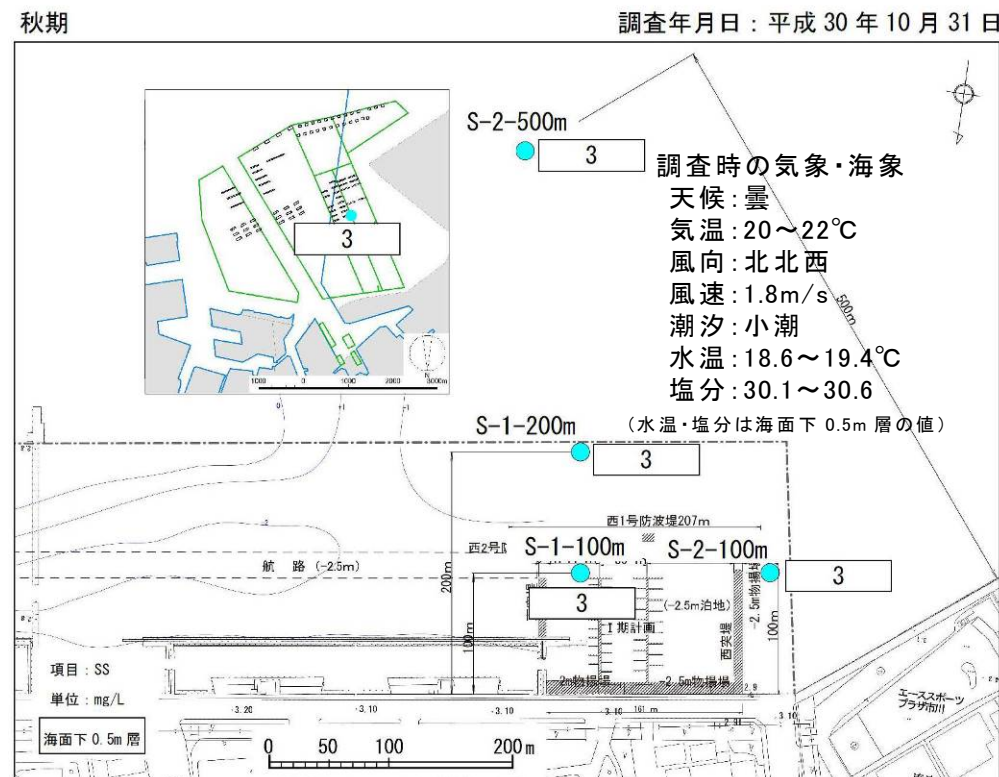 秋期
調査年月日：平成 30 年 10 月 31 日
S-2-500m
3
調査時の気象・海象
天候：曇
気温：20～22℃
風向：北北西
風速：1.8m/s
潮汐：小潮
水温：18.6～19.4℃
塩分：30.1～30.6
（水温・塩分は海面下 0.5m 層の値）
500m
3
N
1000 0 1000 2000 3000m
0
+1
-1
S-1-200m
3
西1号防波堤207m
西2号
S-1-100m
S-2-100m
3
3
航 路 (-2.5m)
200m
100m
(-2.5m泊地)
Ⅰ期計画
西突堤
-2.5m物揚場
100m
-2m物揚場
-2.5m物揚場
エーススポーツ
プラザ市川
項目：SS
単位：mg/L
海面下 0.5m 層
-3.20
-3.10
-3.10
-3.10
161 m
-3.10
0 50 100 200 m